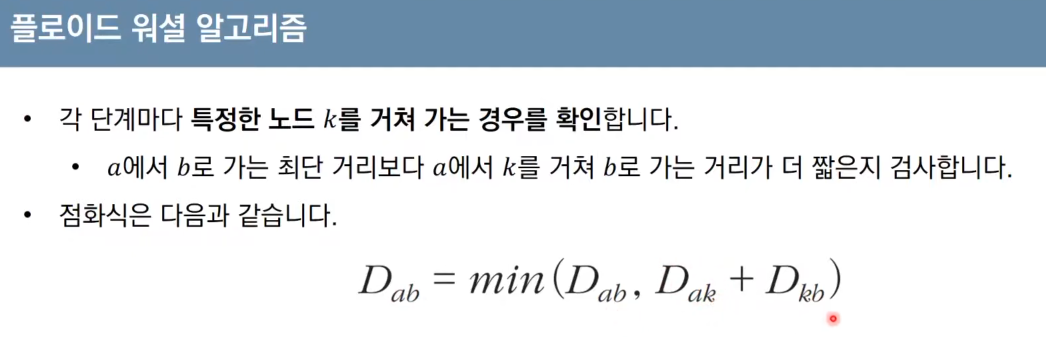 플로이드 워셜 알고리즘
• 각 단계마다 특정한 노드 k를 거쳐 가는 경우를 확인합니다.
• a에서 b로 가는 최단 거리보다 a에서 k를 거쳐 b로 가는 거리가 더 짧은지 검사합니다.
• 점화식은 다음과 같습니다.
D_ab = min(D_ab, D_ak + D_kb)